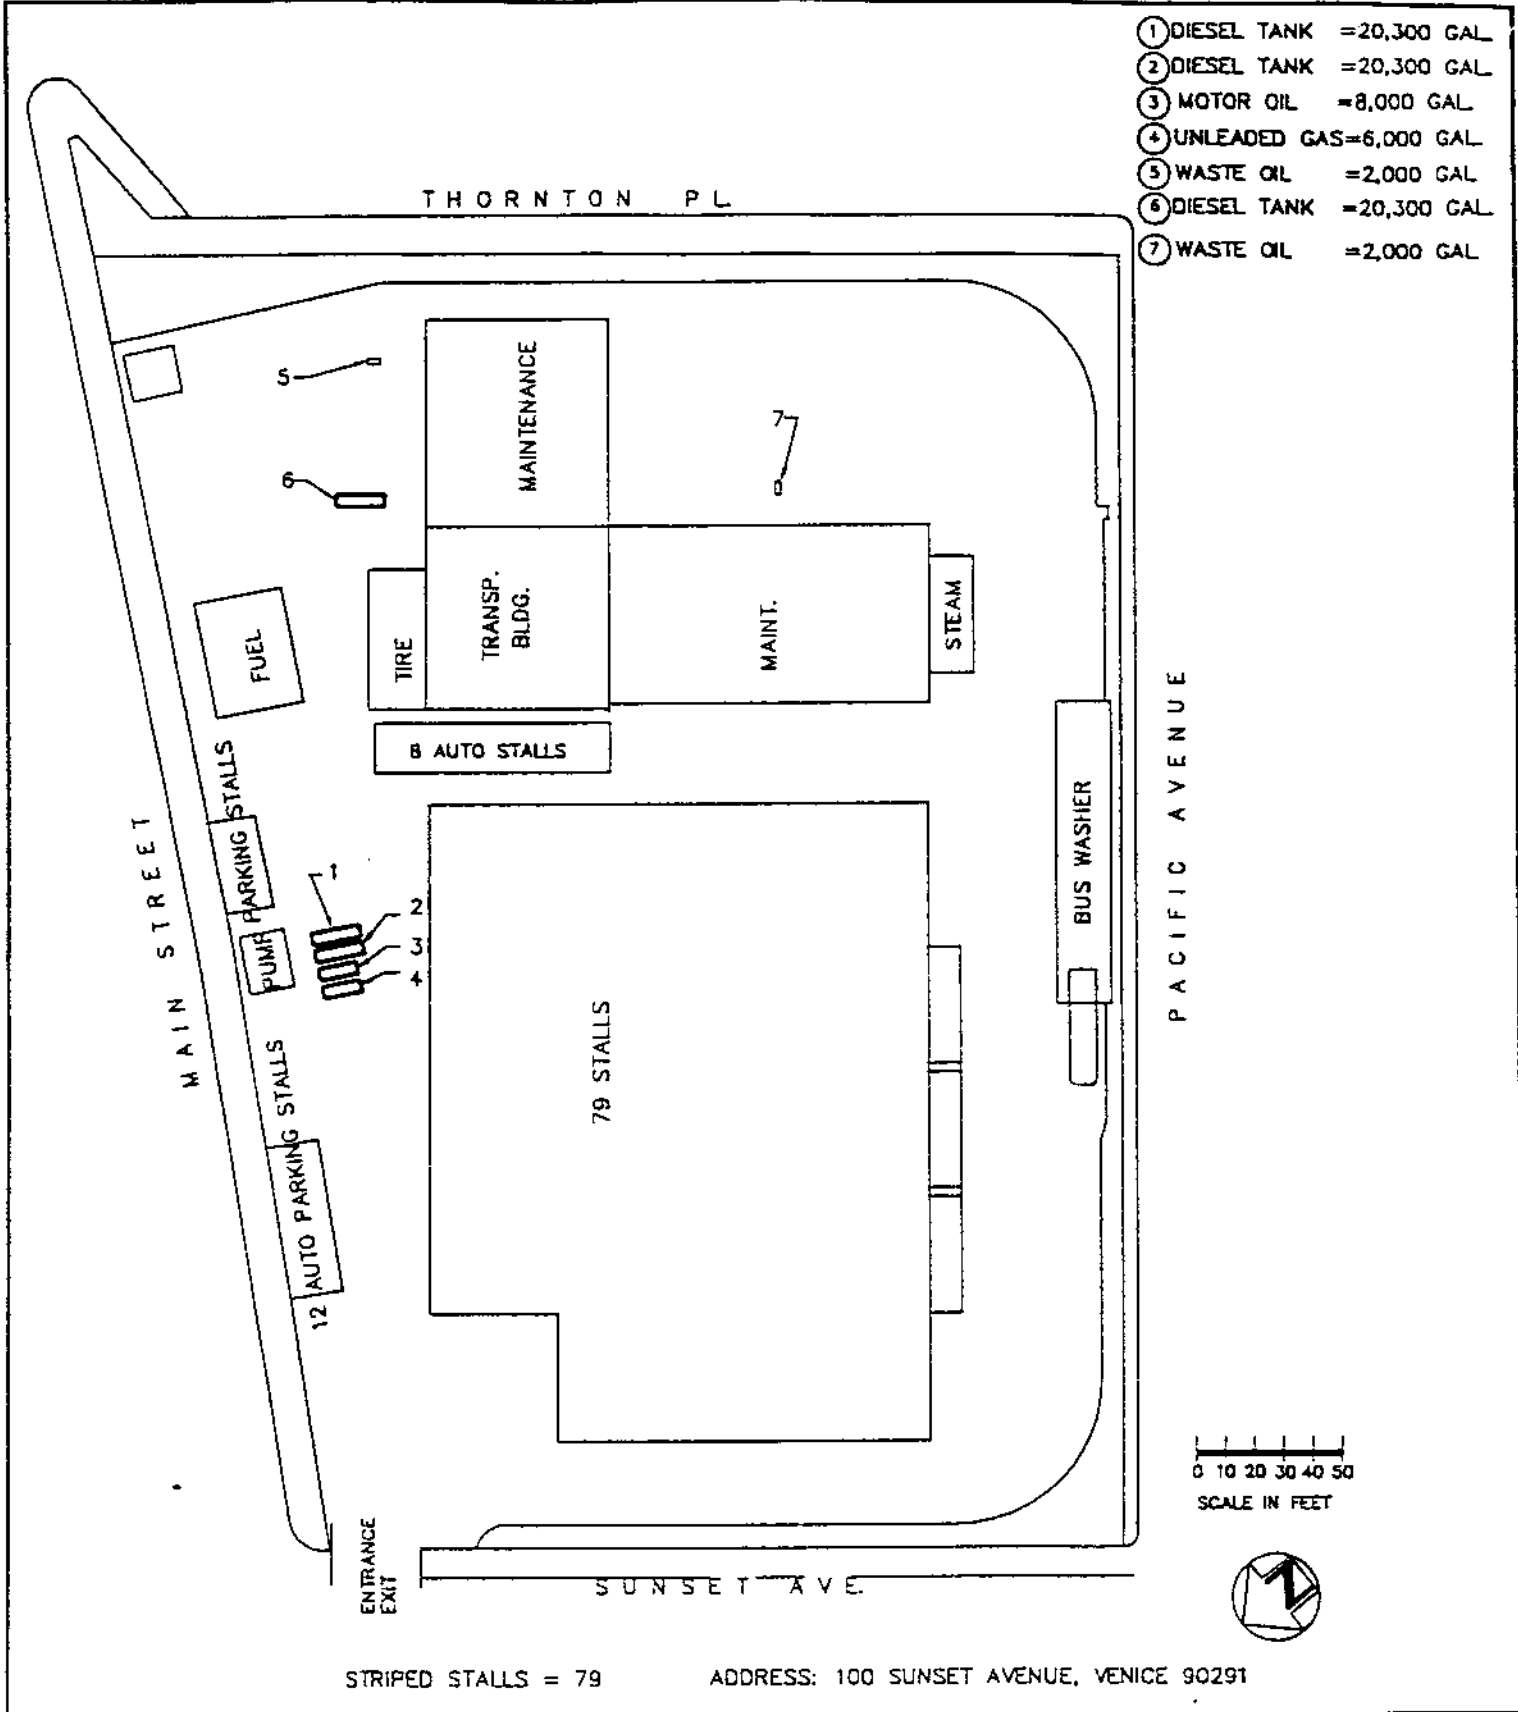 ① DIESEL TANK =20,300 GAL.
② DIESEL TANK =20,300 GAL.
③ MOTOR OIL =8,000 GAL.
④ UNLEADED GAS=6,000 GAL.
⑤ WASTE OIL =2,000 GAL
⑥ DIESEL TANK =20,300 GAL.
⑦ WASTE OIL =2,000 GAL
THORNTON PL.
MAINTENANCE
5
7
6
FUEL
TIRE
TRANSP.
BLDG.
MAINT.
STEAM
8 AUTO STALLS
PARKING STALLS
PUMP
1
2
3
4
MAIN STREET
BUS WASHER
PACIFIC AVENUE
79 STALLS
12 AUTO PARKING STALLS
0 10 20 30 40 50
SCALE IN FEET
ENTRANCE
EXIT
SUNSET AVE.
N
STRIPED STALLS = 79
ADDRESS: 100 SUNSET AVENUE, VENICE 90291